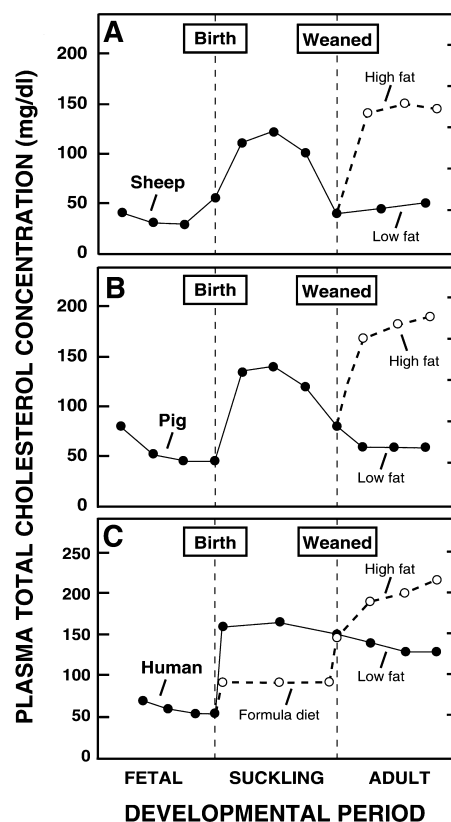 PLASMA TOTAL CHOLESTEROL CONCENTRATION (mg/dl)
A
Birth
Weaned
200
150
100
50
0
High fat
Sheep
Low fat
B
Birth
Weaned
200
150
100
50
0
Pig
High fat
Low fat
C
Birth
Weaned
250
200
150
100
50
0
High fat
Human
Low fat
Formula diet
FETAL SUCKLING ADULT
DEVELOPMENTAL PERIOD